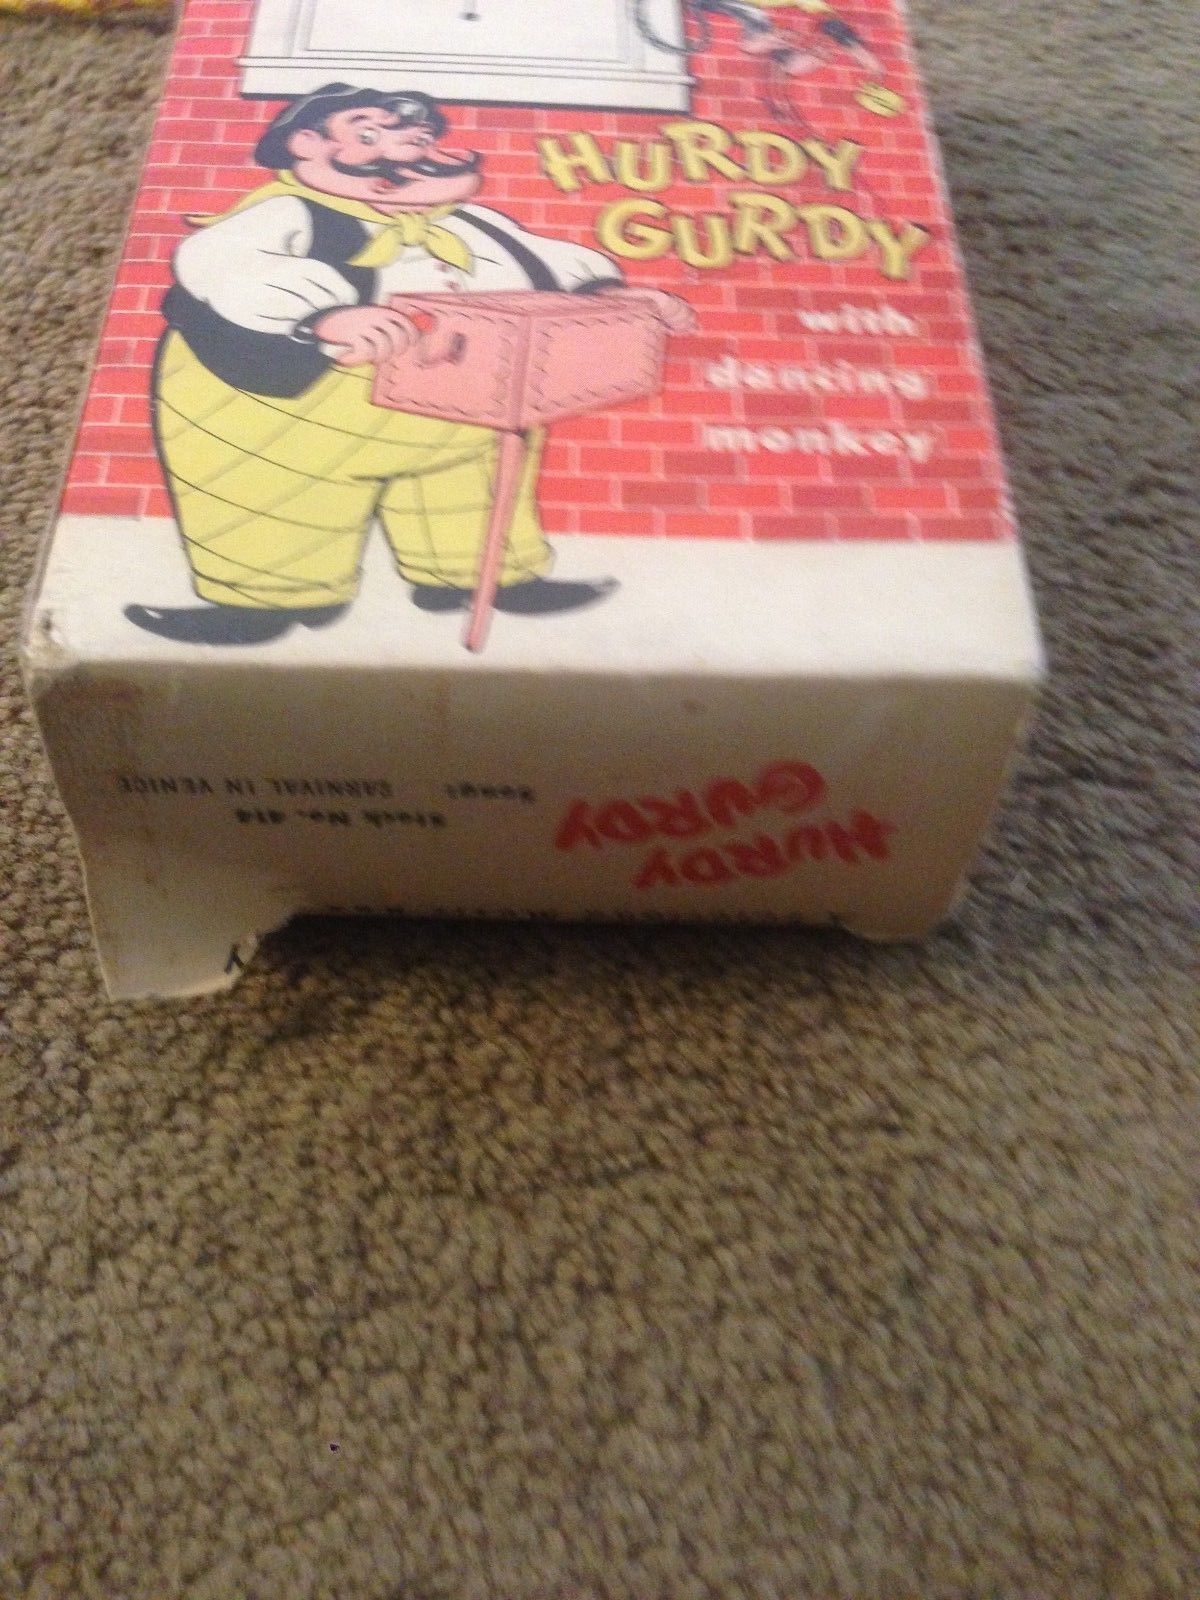 HURDY
GURDY
with
dancing
monkey
HURDY
GURDY
Stock No. 414
Song: CARNIVAL IN VENICE